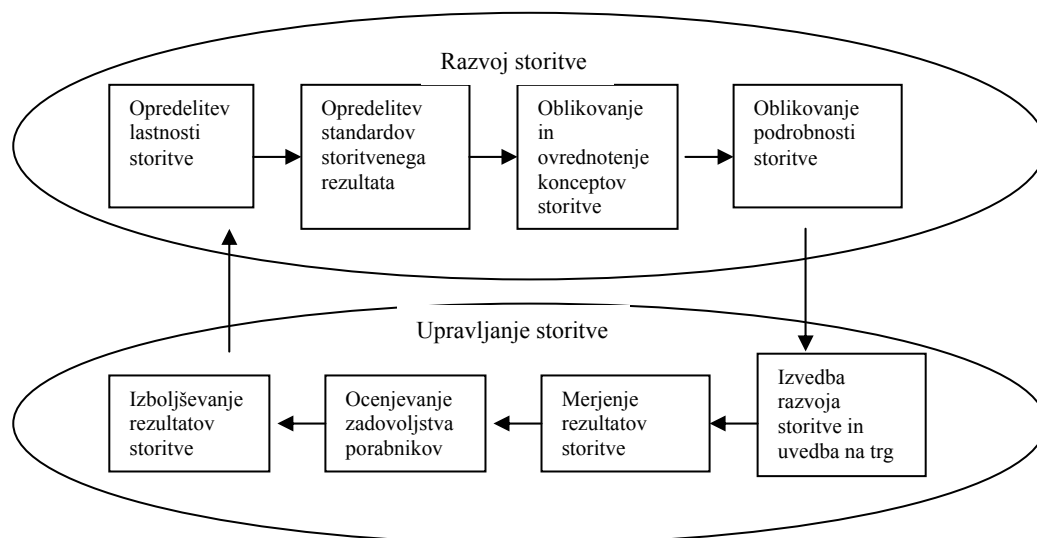 Razvoj storitve
Opredelitev
lastnosti
storitve
Opredelitev
standardov
storitvenega
rezultata
Oblikovanje
in
ovrednotenje
konceptov
storitve
Oblikovanje
podrobnosti
storitve
Upravljanje storitve
Izboljševanje
rezultatov
storitve
Ocenjevanje
zadovoljstva
porabnikov
Merjenje
rezultatov
storitve
Izvedba
razvoja
storitve in
uvedba na trg